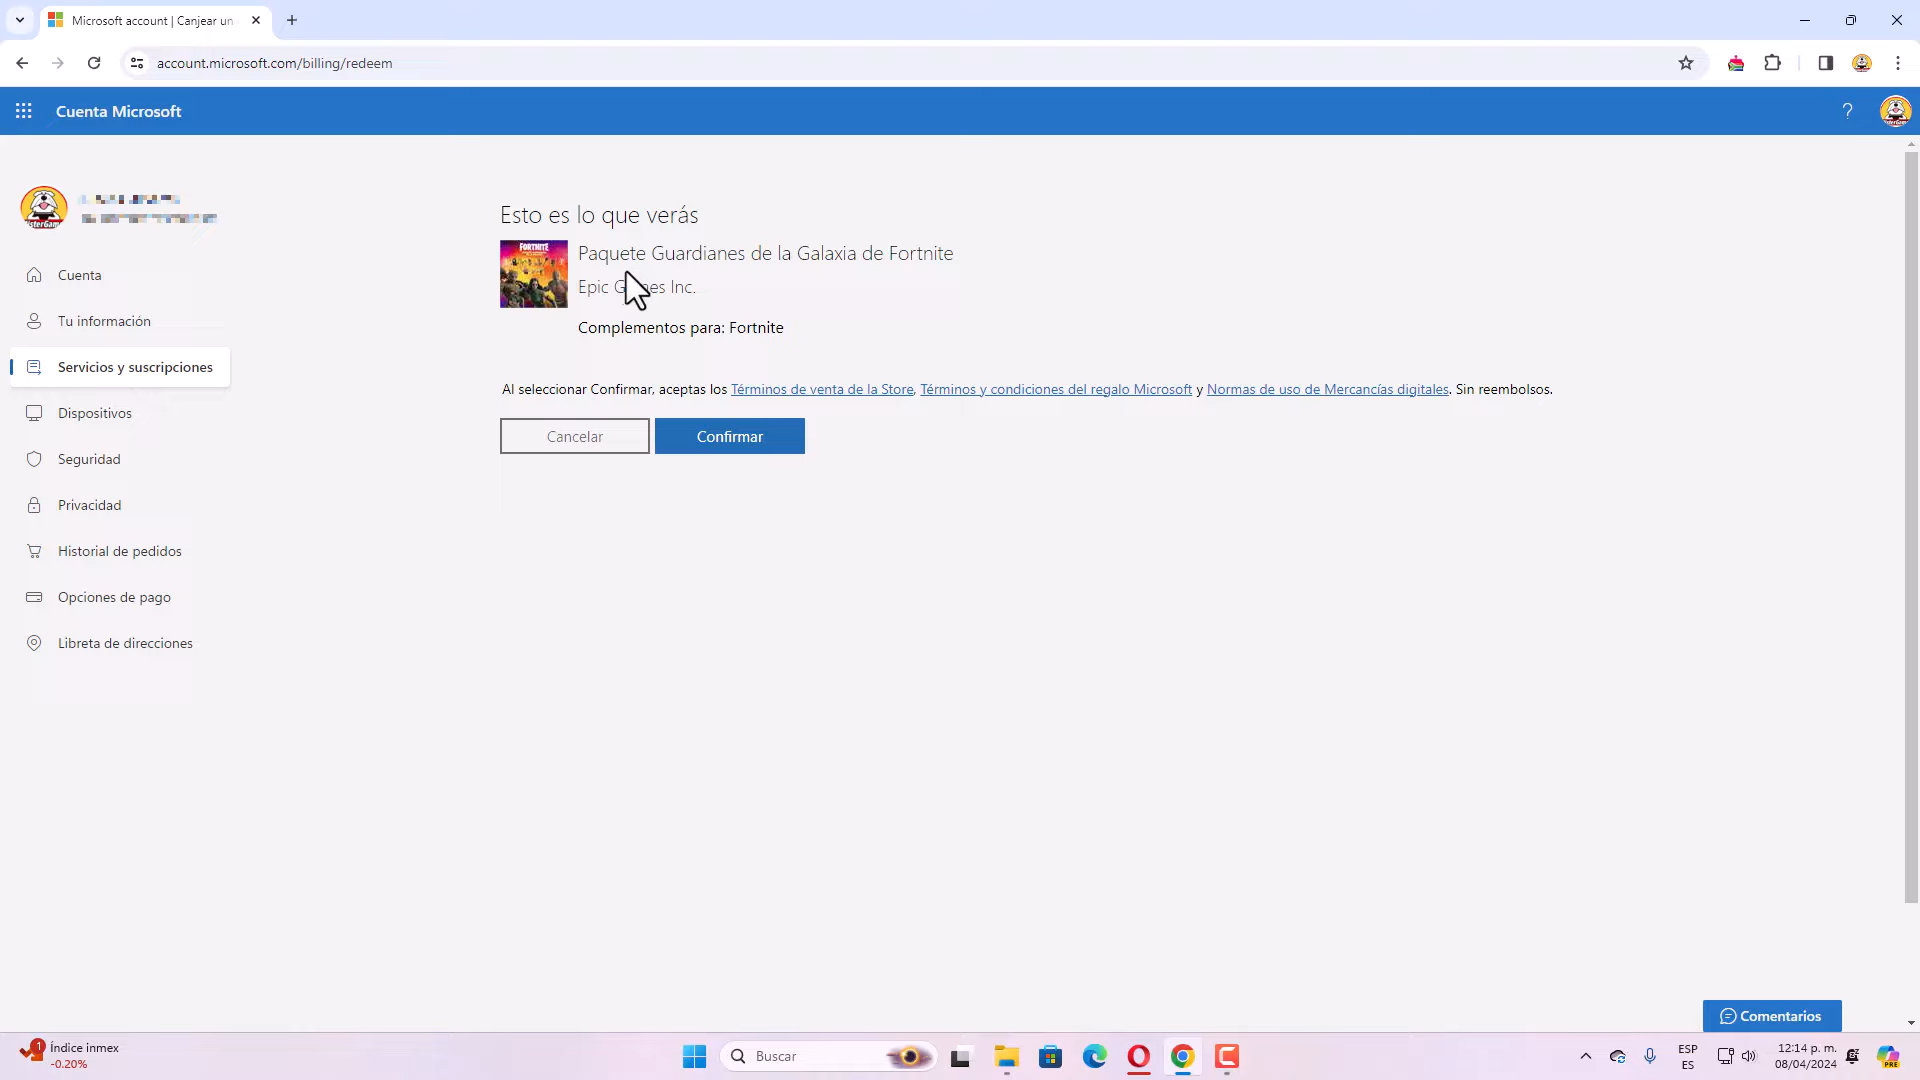 Microsoft account | Canjear un
account.microsoft.com/billing/redeem
Cuenta Microsoft
?
Cuenta
Tu información
Servicios y suscripciones
Dispositivos
Seguridad
Privacidad
Historial de pedidos
Opciones de pago
Libreta de direcciones
Esto es lo que verás
FORTNITE
Paquete Guardianes de la Galaxia de Fortnite
Epic Games Inc.
Complementos para: Fortnite
Al seleccionar Confirmar, aceptas los Términos de venta de la Store, Términos y condiciones del regalo Microsoft y Normas de uso de Mercancías digitales. Sin reembolsos.
Cancelar
Confirmar
Comentarios
1
Índice inmex
-0.20%
Buscar
ESP
ES
12:14 p. m.
08/04/2024
PRE